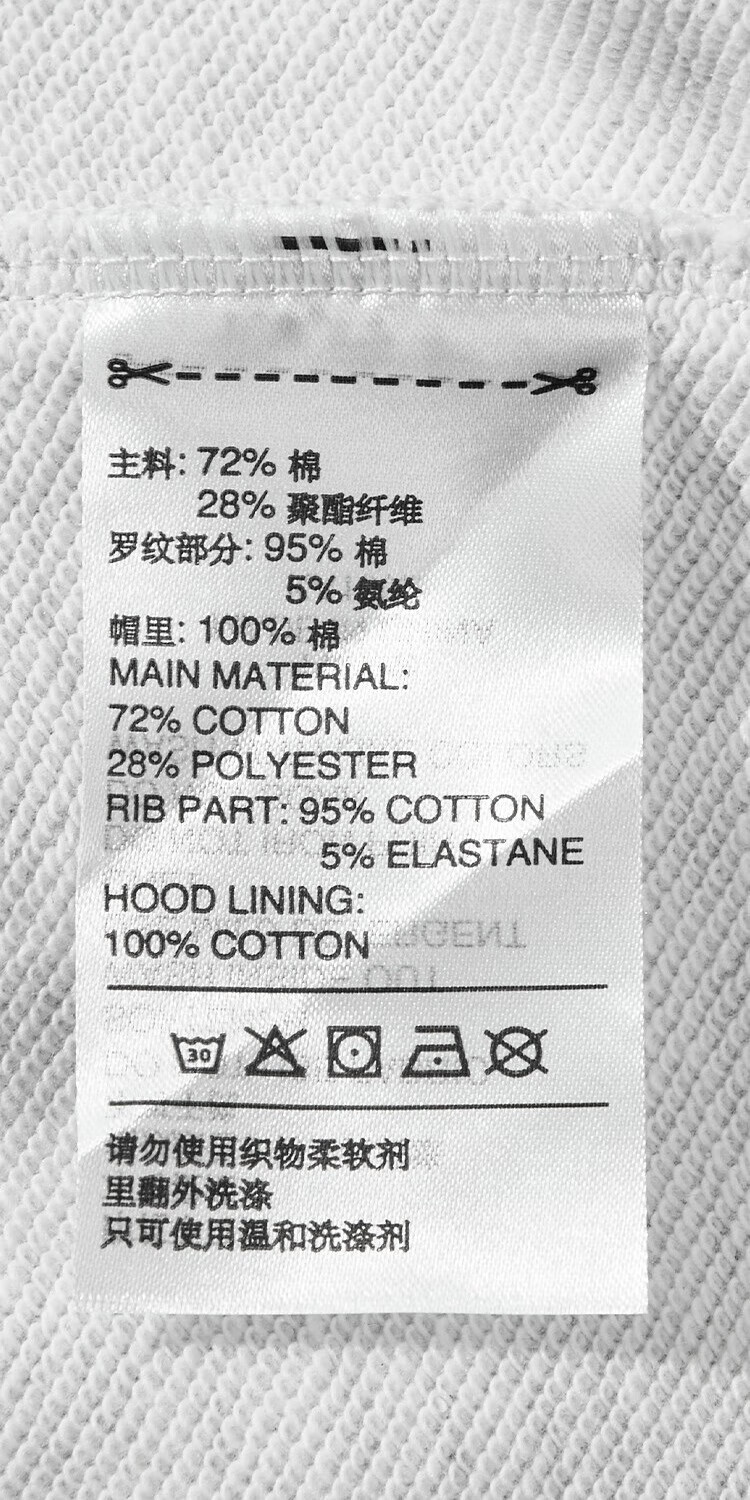 主料: 72% 棉
28% 聚酯纤维
罗纹部分: 95% 棉
5% 氨纶
帽里: 100% 棉
MAIN MATERIAL:
72% COTTON
28% POLYESTER
RIB PART: 95% COTTON
5% ELASTANE
HOOD LINING:
100% COTTON
30
请勿使用织物柔软剂
里翻外洗涤
只可使用温和洗涤剂